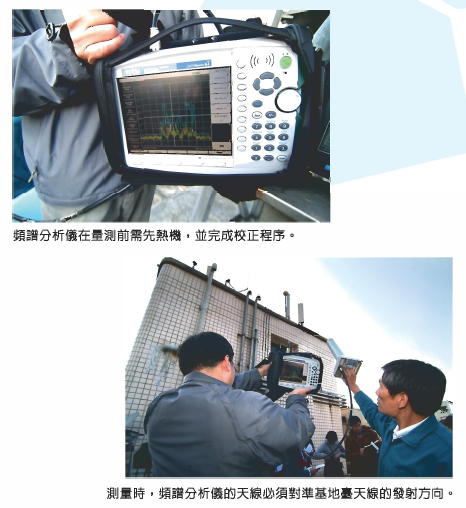 頻譜分析儀在量測前需先熱機，並完成校正程序。
測量時，頻譜分析儀的天線必須對準基地臺天線的發射方向。